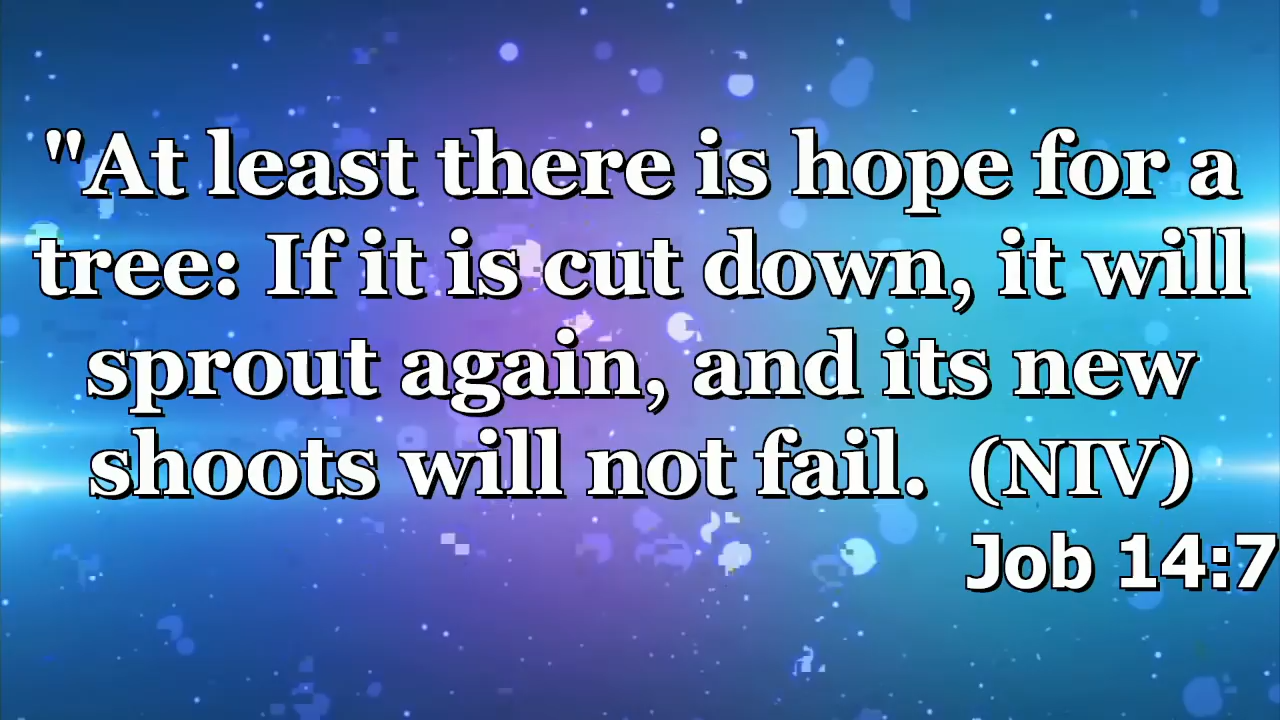 "At least there is hope for a
tree: If it is cut down, it will
sprout again, and its new
shoots will not fail. (NIV)
Job 14:7